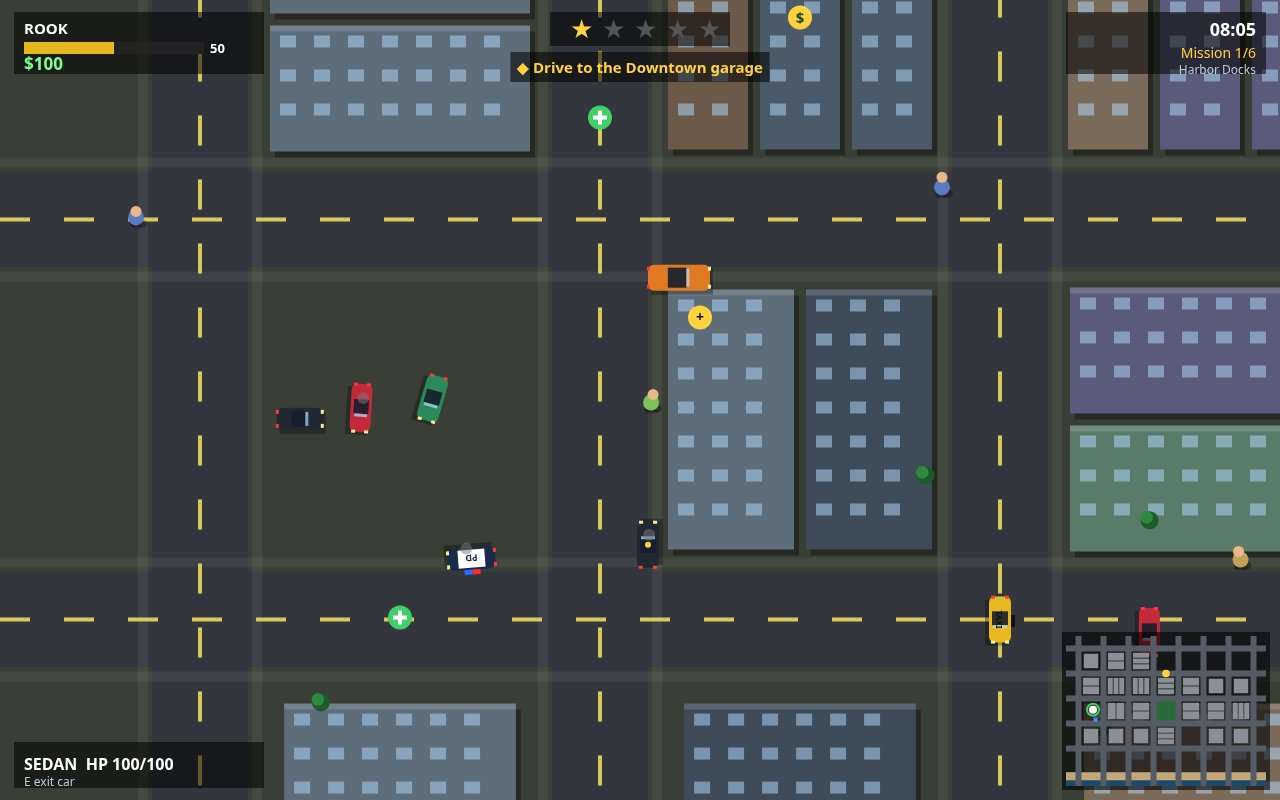 ROOK
50
$100
$
◆ Drive to the Downtown garage
08:05
Mission 1/6
Harbor Docks
+
PD
SEDAN HP 100/100
E exit car